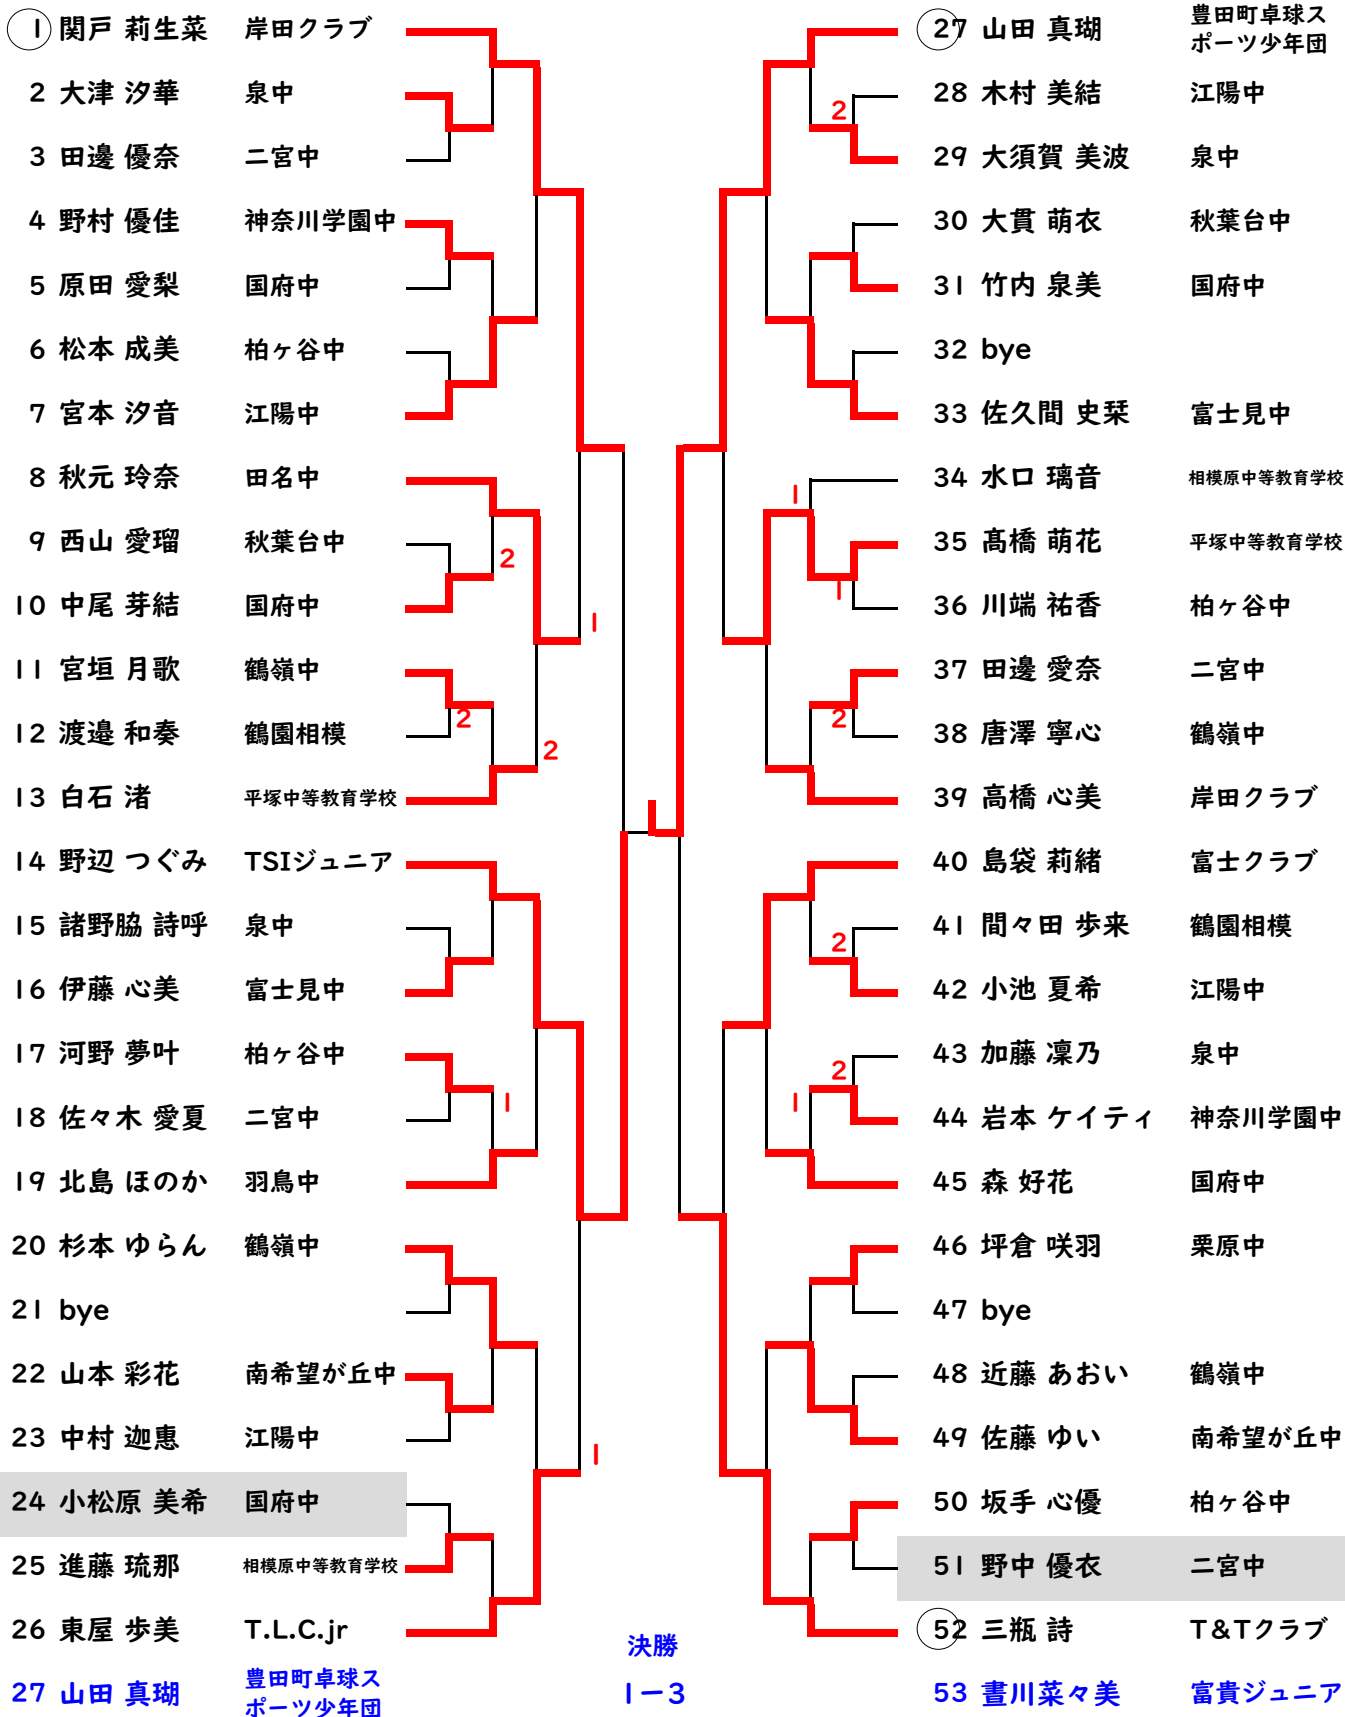 1 関戸 莉生菜 岸田クラブ
2 大津 汐華 泉中
3 田邊 優奈 二宮中
4 野村 優佳 神奈川学園中
5 原田 愛梨 国府中
6 松本 成美 柏ヶ谷中
7 宮本 汐音 江陽中
8 秋元 玲奈 田名中
9 西山 愛瑠 秋葉台中
2
10 中尾 芽結 国府中
1
11 宮垣 月歌 鶴嶺中
2
12 渡邉 和奏 鶴園相模
2
13 白石 渚 平塚中等教育学校
14 野辺 つぐみ TSIジュニア
15 諸野脇 詩呼 泉中
16 伊藤 心美 富士見中
17 河野 夢叶 柏ヶ谷中
1
18 佐々木 愛夏 二宮中
19 北島 ほのか 羽鳥中
20 杉本 ゆらん 鶴嶺中
21 bye
22 山本 彩花 南希望が丘中
23 中村 迦恵 江陽中
1
24 小松原 美希 国府中
25 進藤 琉那 相模原中等教育学校
26 東屋 歩美 T.L.C.jr
27 山田 真瑚 豊田町卓球ス
ポーツ少年団
決勝
1ー3
27 山田 真瑚 豊田町卓球ス
ポーツ少年団
28 木村 美結 江陽中
2
29 大須賀 美波 泉中
30 大貫 萌衣 秋葉台中
31 竹内 泉美 国府中
32 bye
33 佐久間 史栞 富士見中
34 水口 璃音 相模原中等教育学校
1
35 髙橋 萌花 平塚中等教育学校
1
36 川端 祐香 柏ヶ谷中
37 田邊 愛奈 二宮中
2
38 唐澤 寧心 鶴嶺中
39 高橋 心美 岸田クラブ
40 島袋 莉緒 富士クラブ
41 間々田 歩来 鶴園相模
2
42 小池 夏希 江陽中
43 加藤 凜乃 泉中
2
1
44 岩本 ケイティ 神奈川学園中
45 森 好花 国府中
46 坪倉 咲羽 栗原中
47 bye
48 近藤 あおい 鶴嶺中
49 佐藤 ゆい 南希望が丘中
50 坂手 心優 柏ヶ谷中
51 野中 優衣 二宮中
52 三瓶 詩 T&Tクラブ
53 晝川菜々美 富貴ジュニア